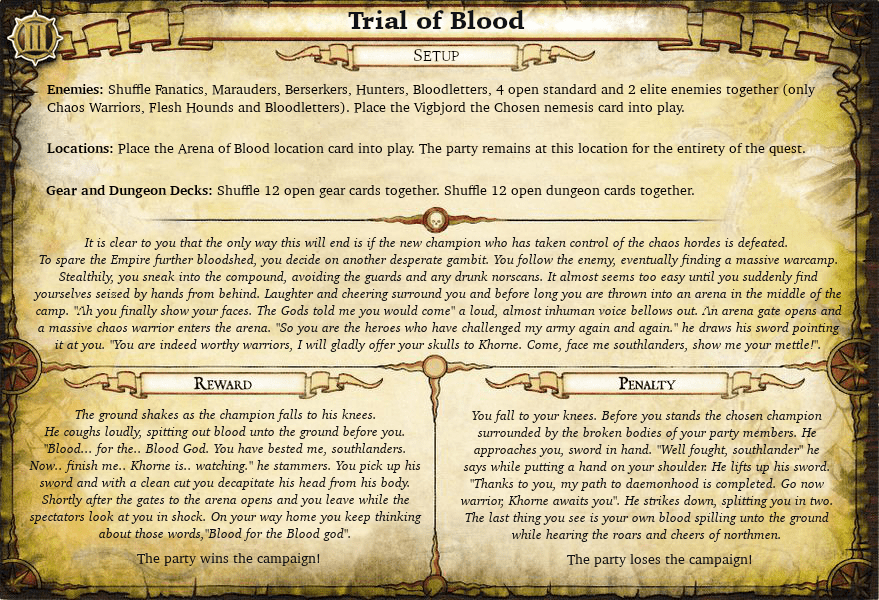 III
Trial of Blood
Setup
Enemies: Shuffle Fanatics, Marauders, Berserkers, Hunters, Bloodletters, 4 open standard and 2 elite enemies together (only
Chaos Warriors, Flesh Hounds and Bloodletters). Place the Vigbjord the Chosen nemesis card into play.
Locations: Place the Arena of Blood location card into play. The party remains at this location for the entirety of the quest.
Gear and Dungeon Decks: Shuffle 12 open gear cards together. Shuffle 12 open dungeon cards together.
It is clear to you that the only way this will end is if the new champion who has taken control of the chaos hordes is defeated.
To spare the Empire further bloodshed, you decide on another desperate gambit. You follow the enemy, eventually finding a massive warcamp.
Stealthily, you sneak into the compound, avoiding the guards and any drunk norscans. It almost seems too easy until you suddenly find
yourselves seized by hands from behind. Laughter and cheering surround you and before long you are thrown into an arena in the middle of the
camp. "Ah you finally show your faces. The Gods told me you would come" a loud, almost inhuman voice bellows out. An arena gate opens and
a massive chaos warrior enters the arena. "So you are the heroes who have challenged my army again and again." he draws his sword pointing
it at you. "You are indeed worthy warriors, I will gladly offer your skulls to Khorne. Come, face me southlanders, show me your mettle!".
Reward
The ground shakes as the champion falls to his knees.
He coughs loudly, spitting out blood unto the ground before you.
"Blood... for the.. Blood God. You have bested me, southlanders.
Now.. finish me.. Khorne is.. watching." he stammers. You pick up his
sword and with a clean cut you decapitate his head from his body.
Shortly after the gates to the arena opens and you leave while the
spectators look at you in shock. On your way home you keep thinking
about those words,"Blood for the Blood god".
The party wins the campaign!
Penalty
You fall to your knees. Before you stands the chosen champion
surrounded by the broken bodies of your party members. He
approaches you, sword in hand. "Well fought, southlander" he
says while putting a hand on your shoulder. He lifts up his sword.
"Thanks to you, my path to daemonhood is completed. Go now
warrior, Khorne awaits you". He strikes down, splitting you in two.
The last thing you see is your own blood spilling unto the ground
while hearing the roars and cheers of northmen.
The party loses the campaign!